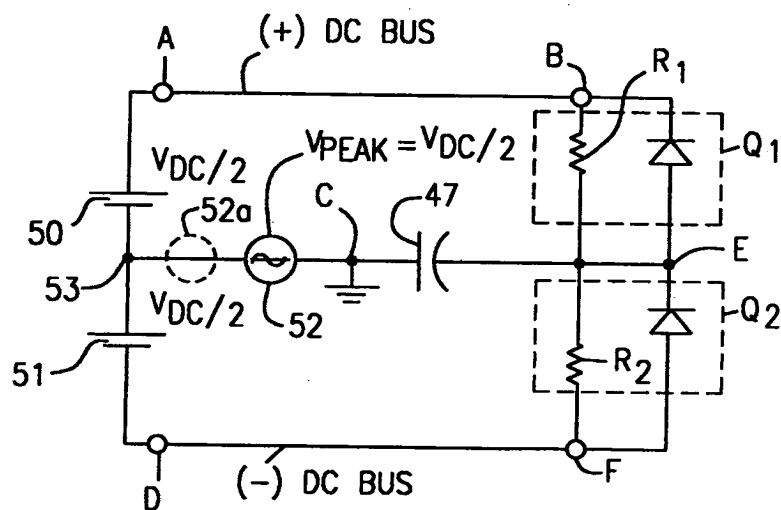 (+) DC BUS
A
B
R1
VPEAK = VDC/2
VDC/2
Q1
52a
C
47
50
E
53
VDC/2
52
Q2
51
R2
(-) DC BUS
F
D